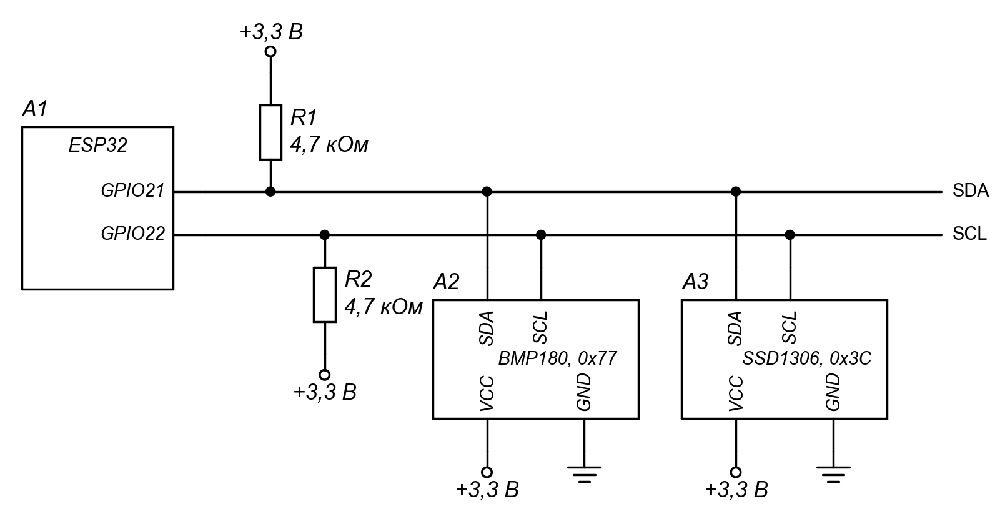 +3,3 В
A1
R1
4,7 кОм
ESP32
GPIO21
SDA
GPIO22
SCL
R2
4,7 кОм
A2
A3
SDA
SCL
SDA
SCL
BMP180, 0x77
SSD1306, 0x3C
VCC
GND
VCC
GND
+3,3 В
+3,3 В
+3,3 В